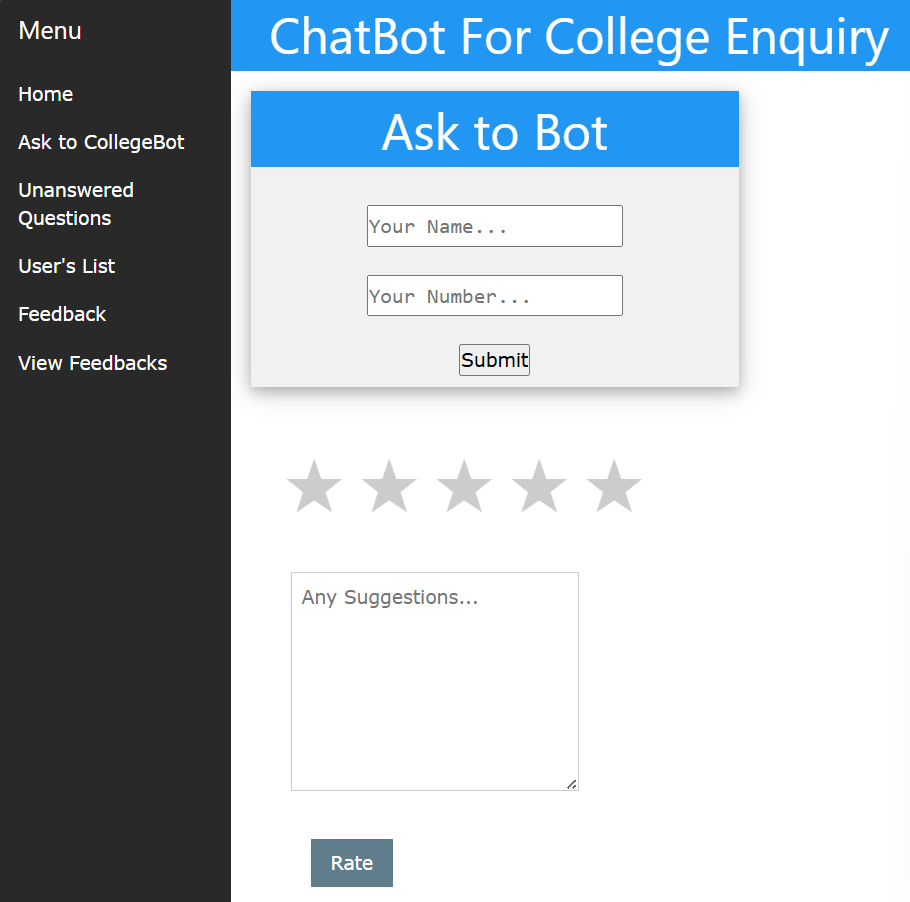 Menu
Home
Ask to CollegeBot
Unanswered
Questions
User's List
Feedback
View Feedbacks
ChatBot For College Enquiry
Ask to Bot
Your Name...
Your Number...
Submit
Any Suggestions...
Rate